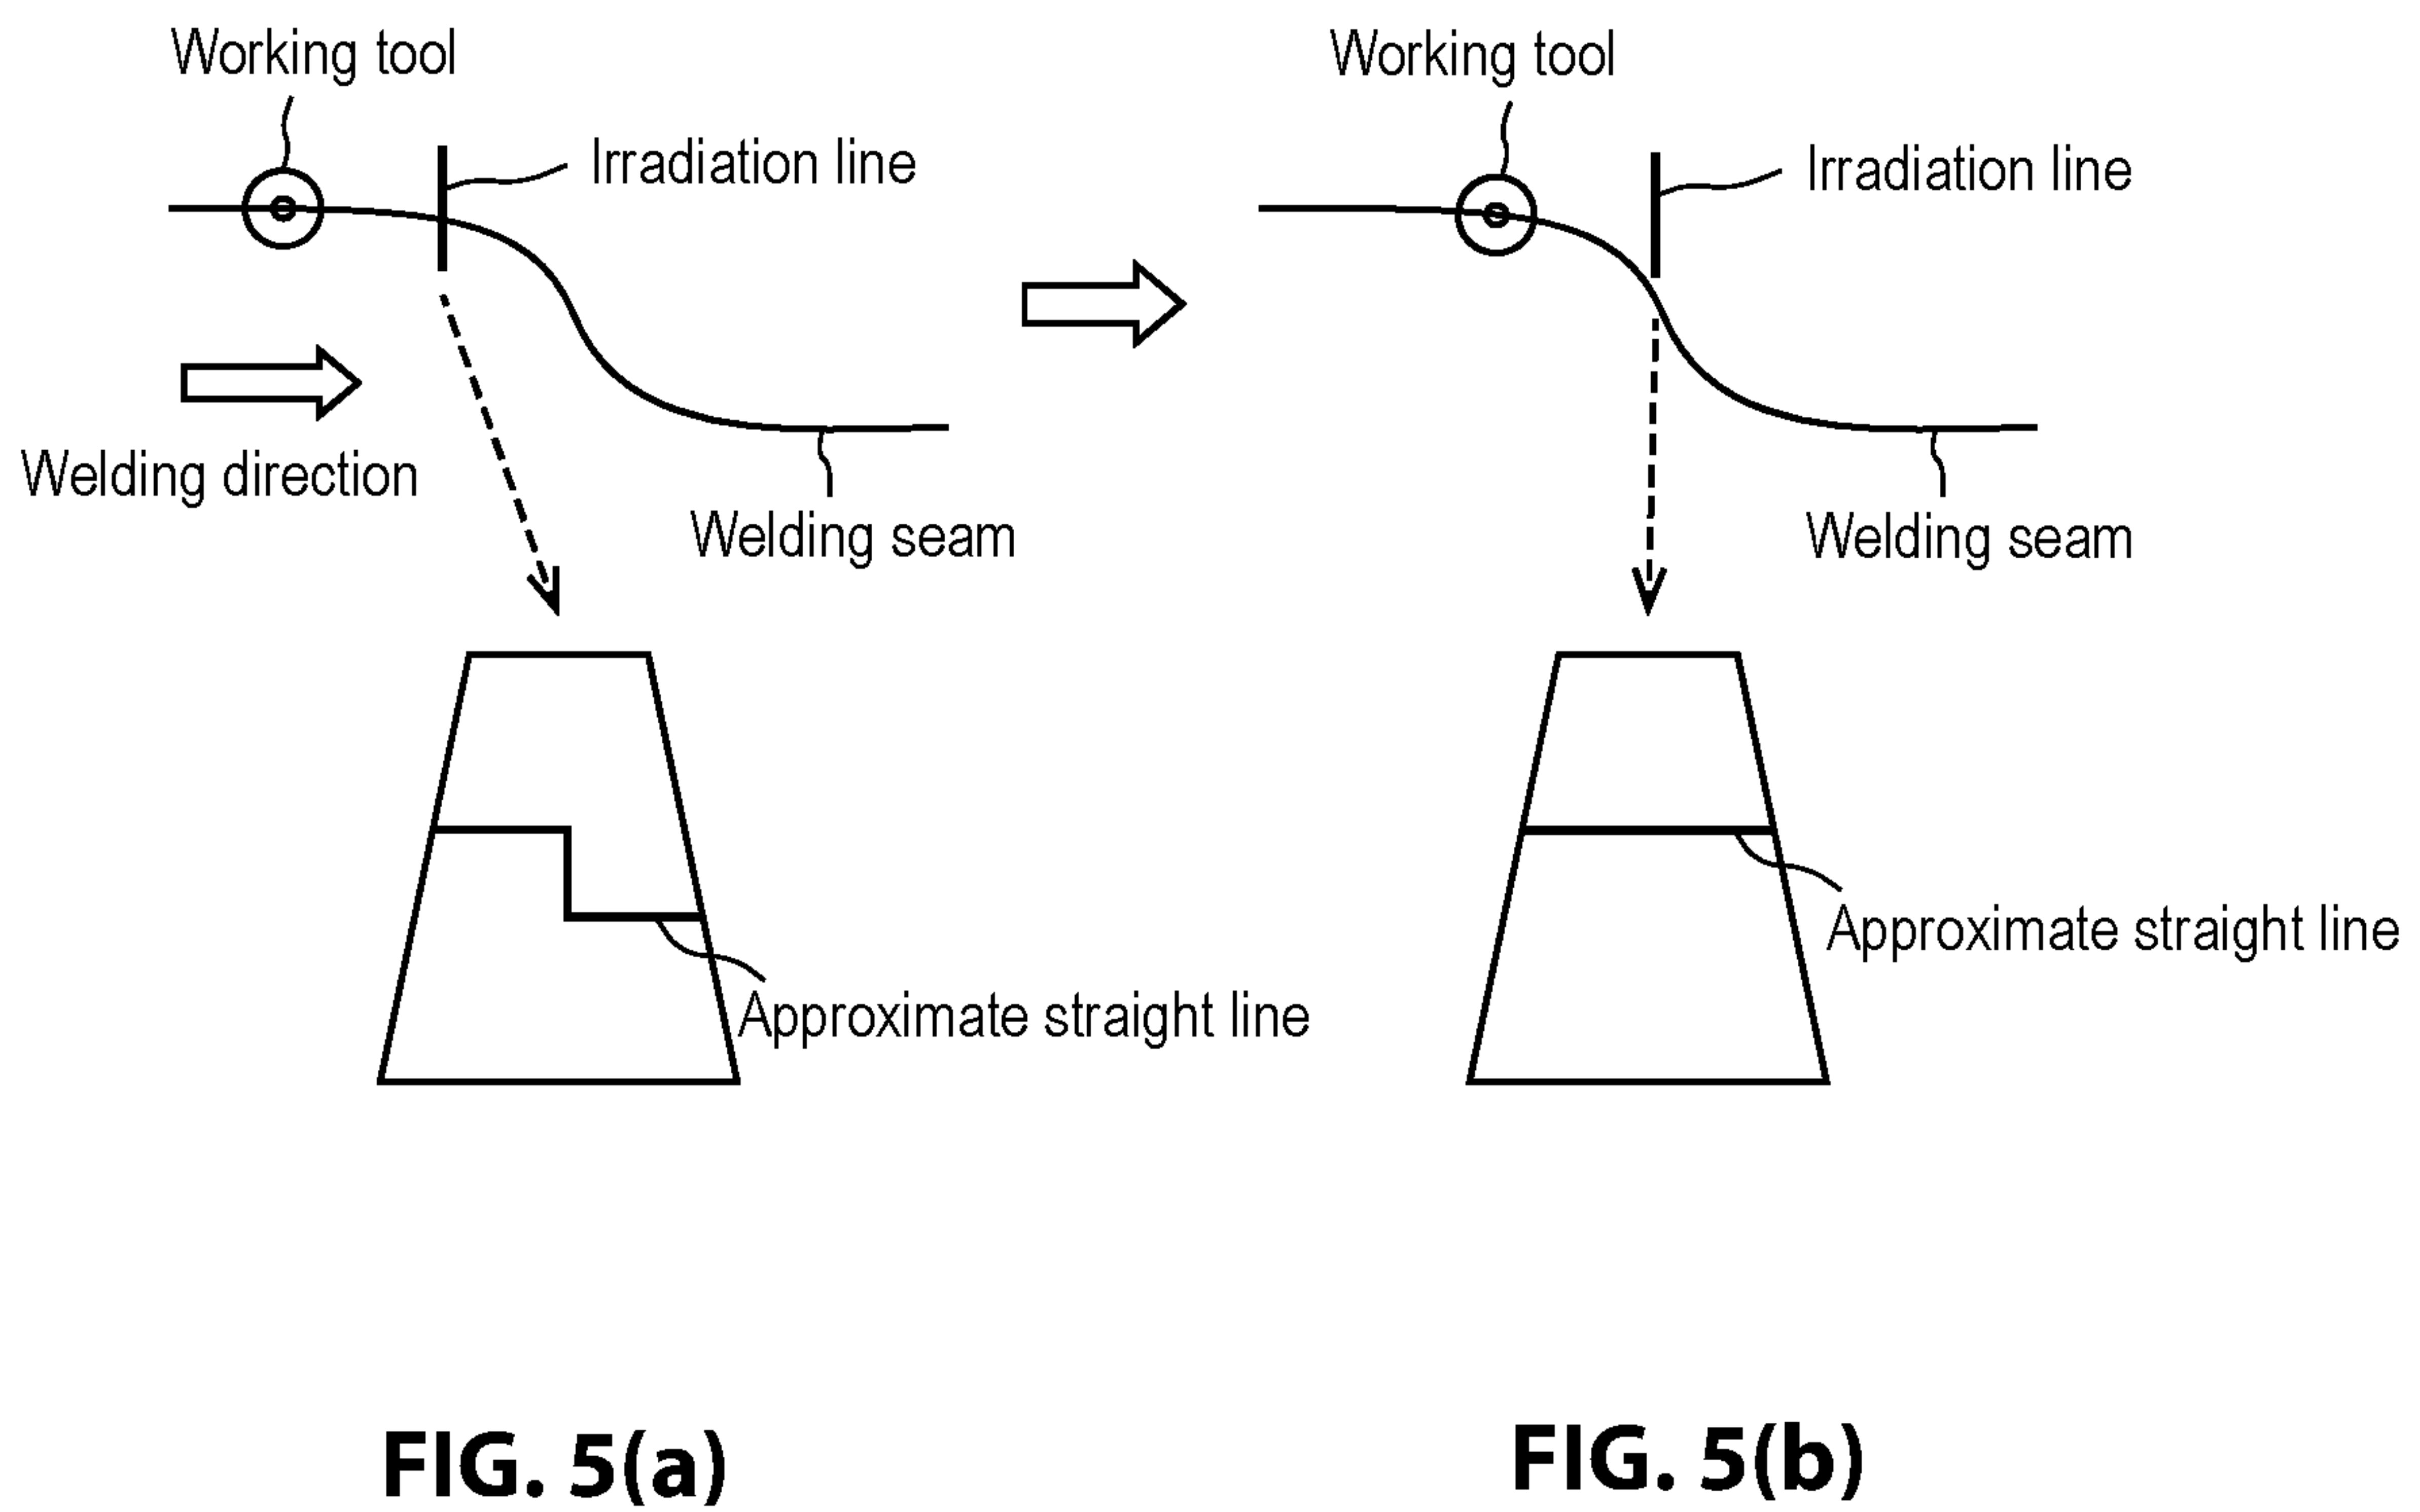 Working tool
Irradiation line
Welding direction
Welding seam
Approximate straight line
FIG. 5(a)
Working tool
Irradiation line
Welding seam
Approximate straight line
FIG. 5(b)